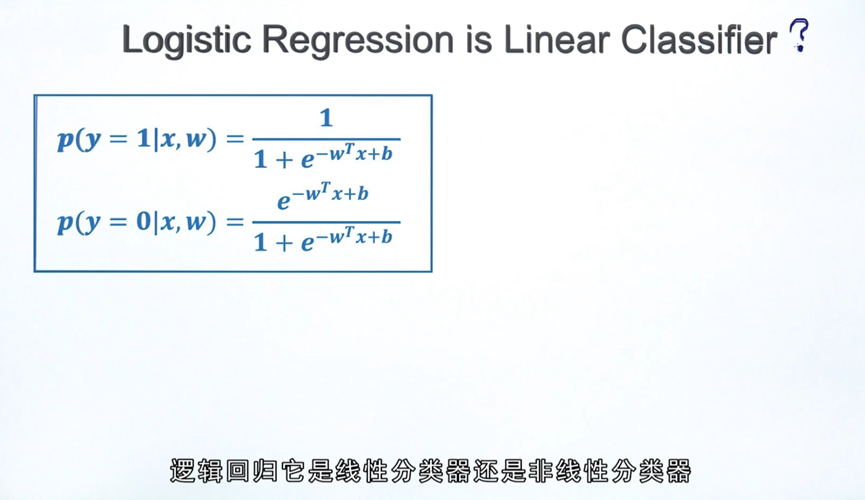 Logistic Regression is Linear Classifier ?
p(y = 1|x, w) = \frac{1}{1 + e^{-w^T x+b}}
p(y = 0|x, w) = \frac{e^{-w^T x+b}}{1 + e^{-w^T x+b}}
逻辑回归它是线性分类器还是非线性分类器